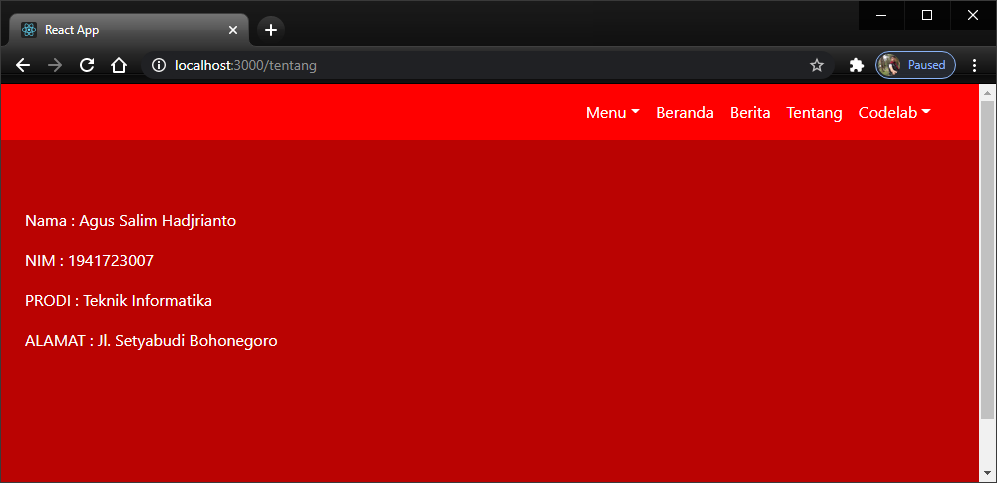 React App
localhost:3000/tentang
Paused
Menu Beranda Berita Tentang Codelab
Nama : Agus Salim Hadjrianto
NIM : 1941723007
PRODI : Teknik Informatika
ALAMAT : Jl. Setyabudi Bohonegoro